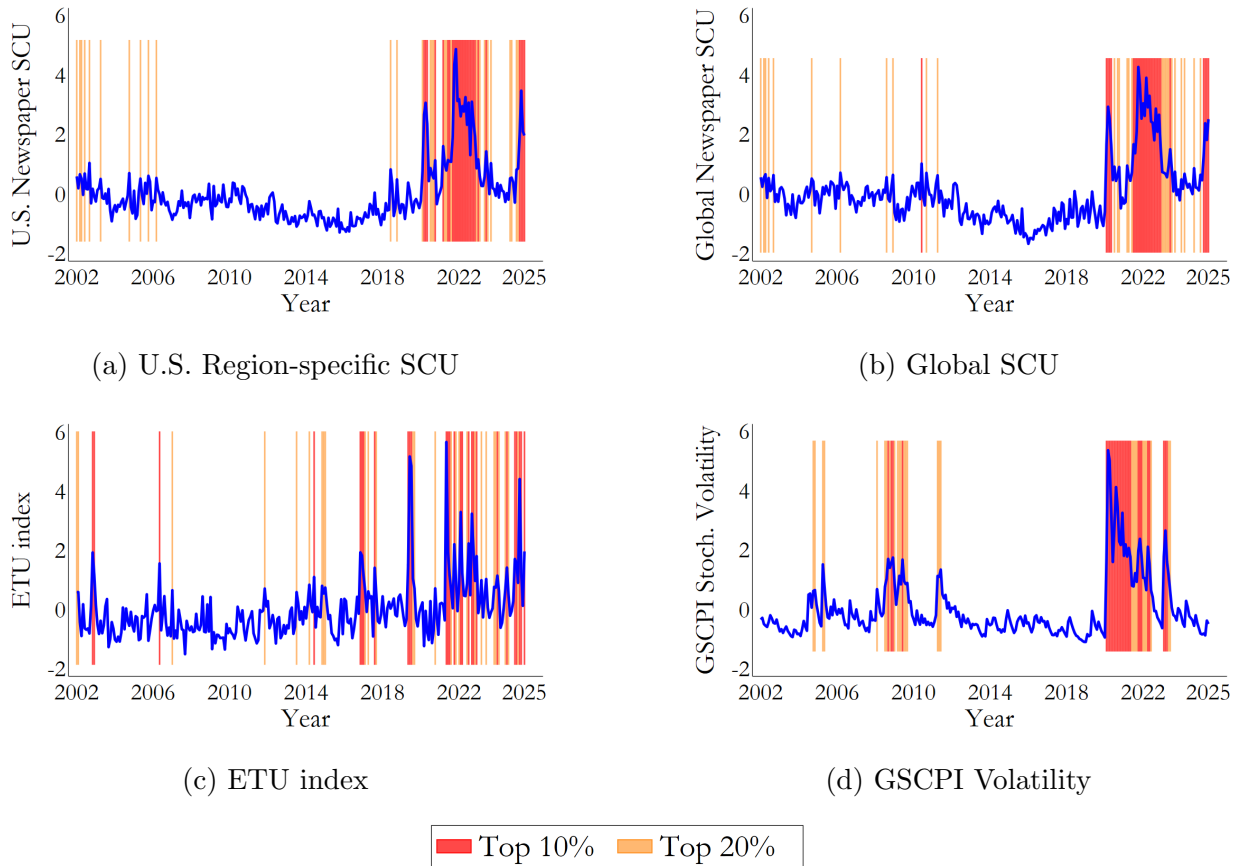 U.S. Newspaper SCU
6
4
2
0
-2
2002 2006 2010 2014 2018 2022 2025
Year
(a) U.S. Region-specific SCU
Global Newspaper SCU
6
4
2
0
-2
2002 2006 2010 2014 2018 2022 2025
Year
(b) Global SCU
ETU index
6
4
2
0
-2
2002 2006 2010 2014 2018 2022 2025
Year
(c) ETU index
GSCPI Stoch. Volatility
6
4
2
0
-2
2002 2006 2010 2014 2018 2022 2025
Year
(d) GSCPI Volatility
Top 10% Top 20%